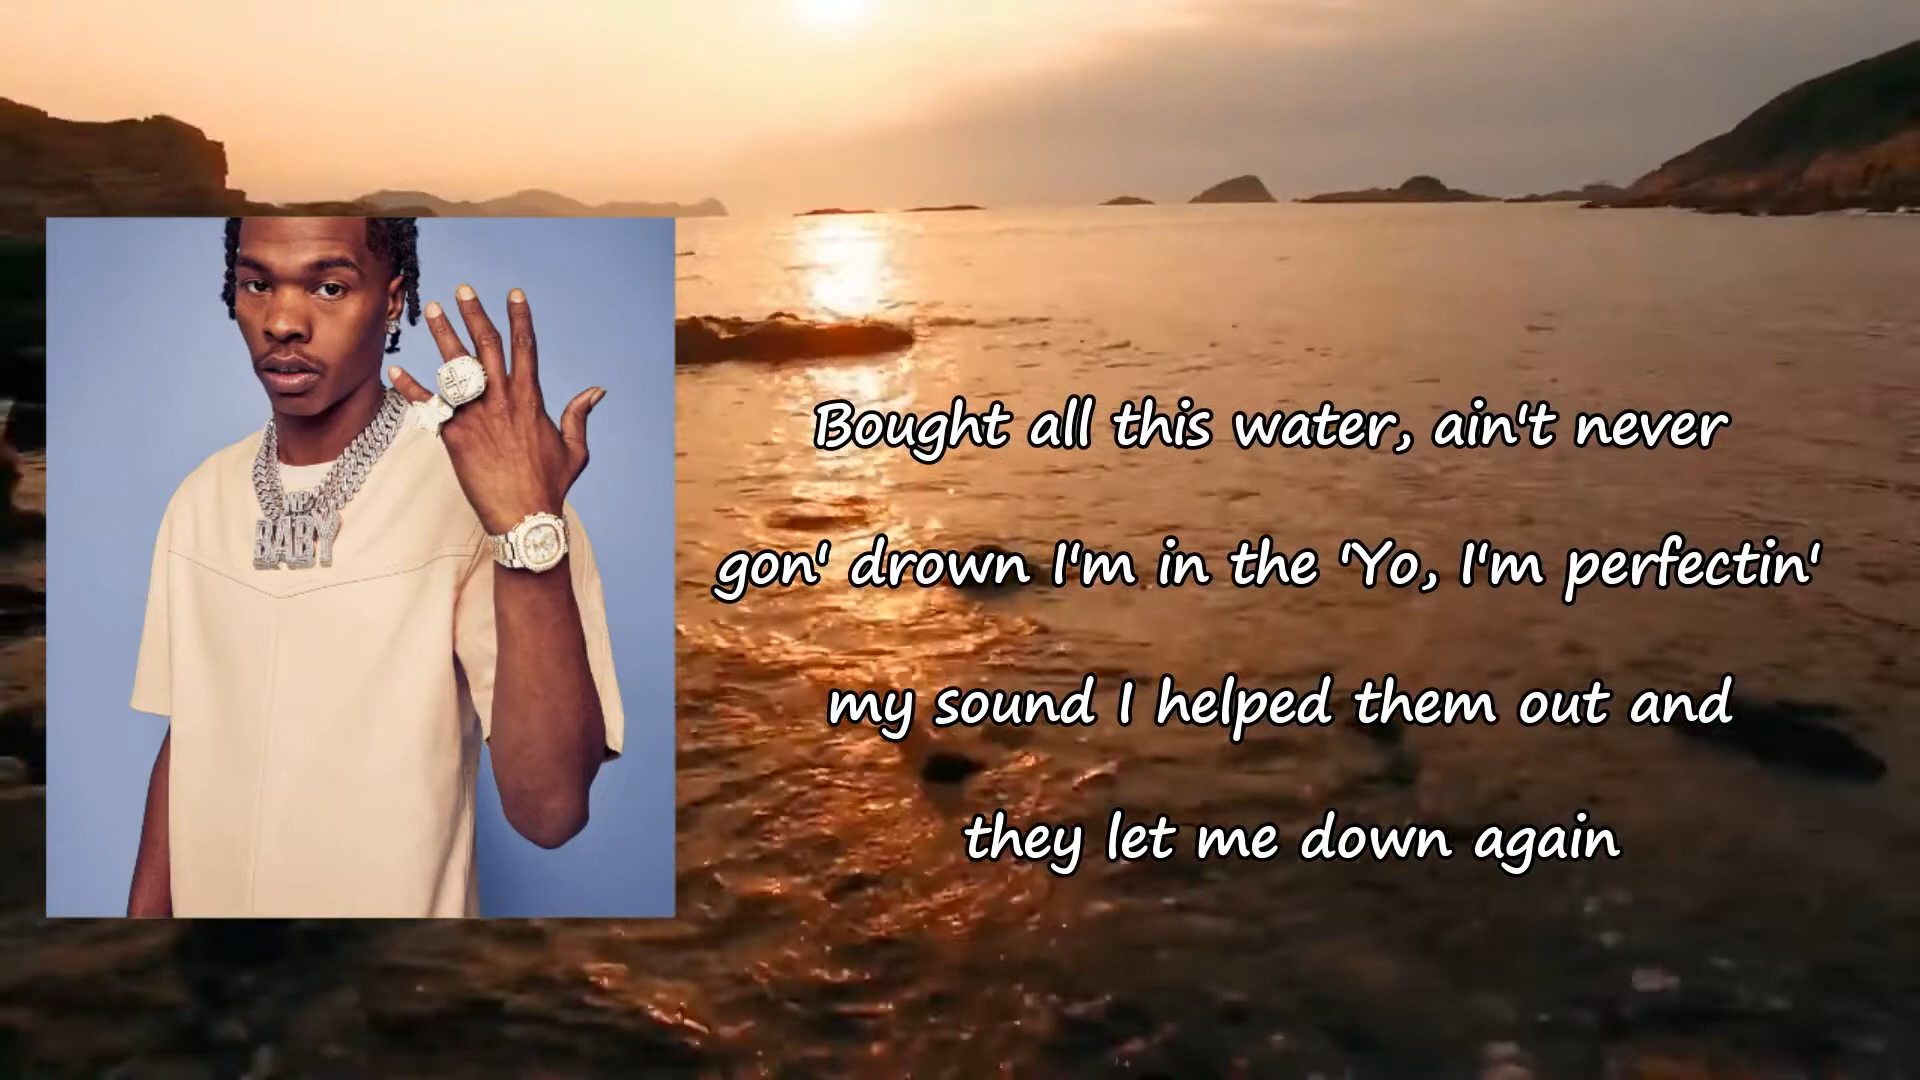 BABY
Bought all this water, ain't never
gon' drown I'm in the 'Yo, I'm perfectin'
my sound I helped them out and
they let me down again